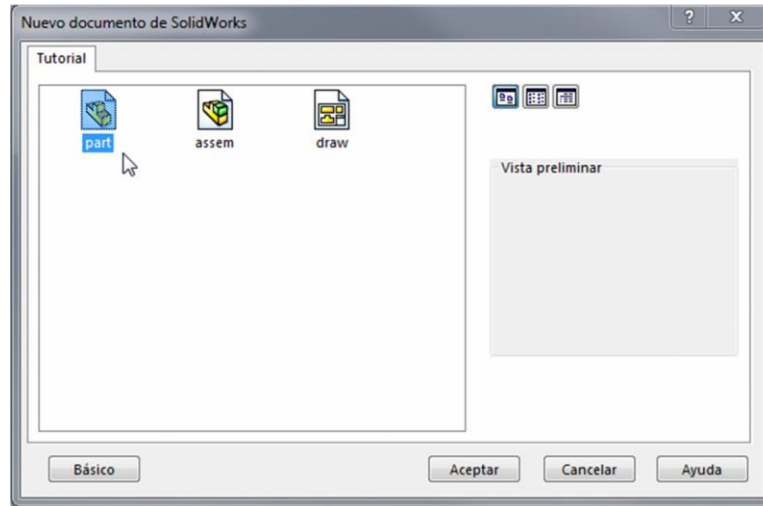 Nuevo documento de SolidWorks
Tutorial
part assem draw
Vista preliminar
Básico Aceptar Cancelar Ayuda